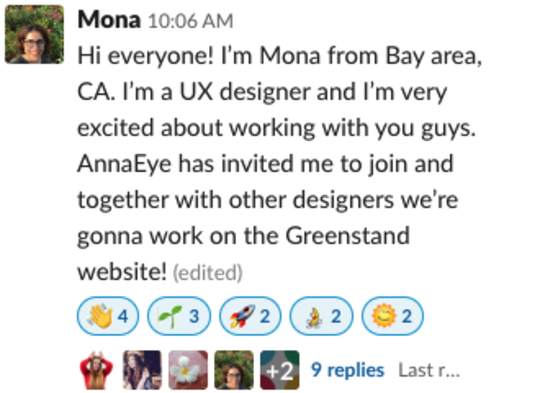 Mona 10:06 AM
Hi everyone! I’m Mona from Bay area,
CA. I’m a UX designer and I’m very
excited about working with you guys.
AnnaEye has invited me to join and
together with other designers we’re
gonna work on the Greenstand
website! (edited)
4 3 2 2 2
+2 9 replies Last r...